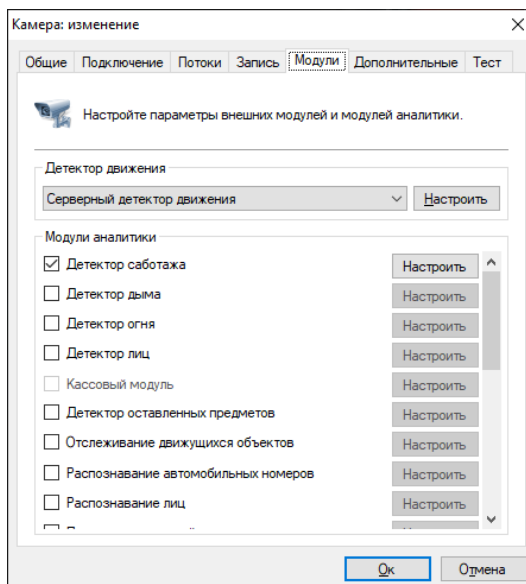 Камера: изменение
Общие Подключение Потоки Запись Модули Дополнительные Тест
Настройте параметры внешних модулей и модулей аналитики.
Детектор движения
Серверный детектор движения Настроить
Модули аналитики
Детектор саботажа Настроить
Детектор дыма Настроить
Детектор огня Настроить
Детектор лиц Настроить
Кассовый модуль Настроить
Детектор оставленных предметов Настроить
Отслеживание движущихся объектов Настроить
Распознавание автомобильных номеров Настроить
Распознавание лиц Настроить
Ок Отмена